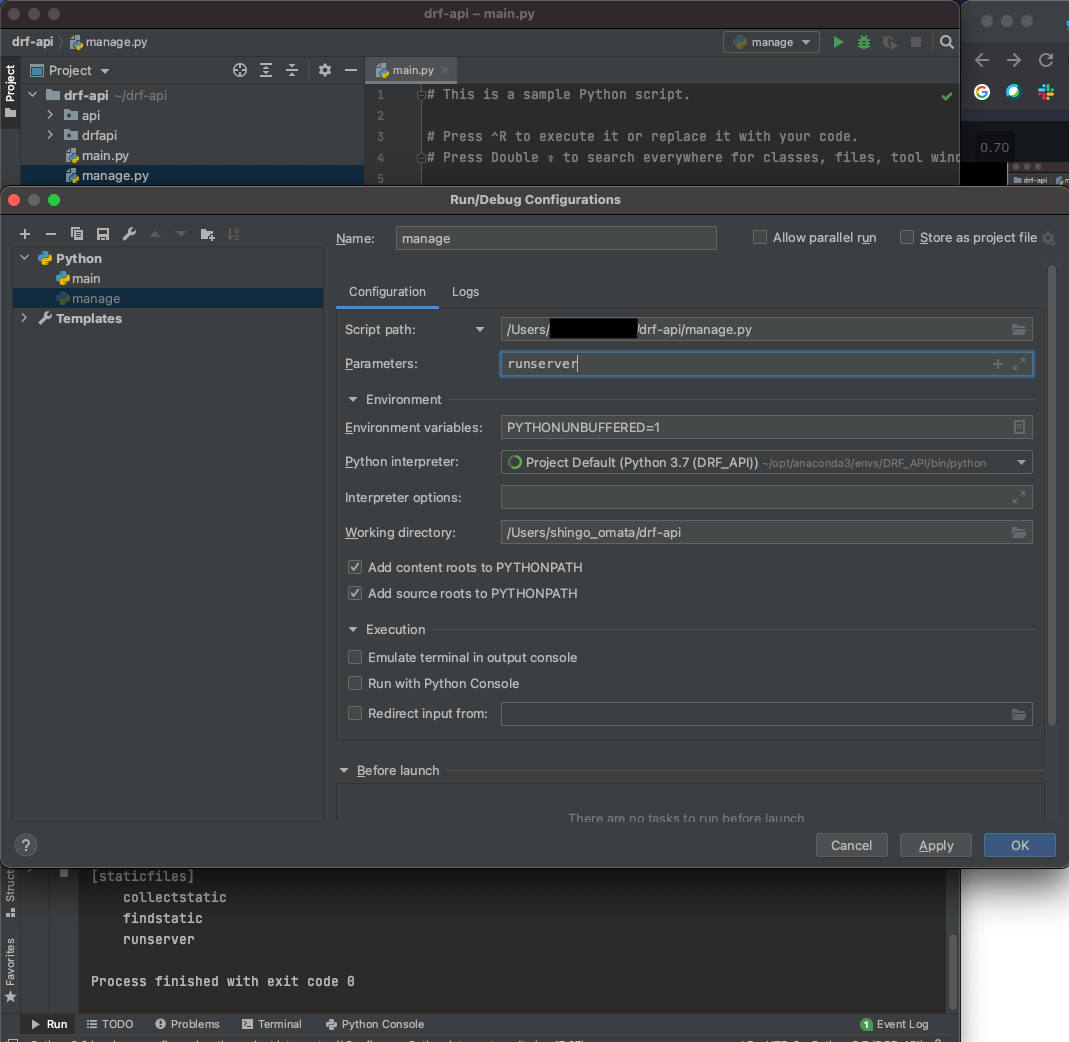 drf-api – main.py
drf-api manage.py
manage
Project
Project
main.py
drf-api ~/drf-api
api
drfapi
main.py
manage.py
1 # This is a sample Python script.
2
3 # Press ^R to execute it or replace it with your code.
4 # Press Double ⇧ to search everywhere for classes, files, tool wind
5
0.70
drf-api
Run/Debug Configurations
Python
main
manage
Templates
Name: manage
Allow parallel run
Store as project file
Configuration Logs
Script path: /Users/ /drf-api/manage.py
Parameters: runserver
Environment
Environment variables: PYTHONUNBUFFERED=1
Python interpreter: Project Default (Python 3.7 (DRF_API)) ~/opt/anaconda3/envs/DRF_API/bin/python
Interpreter options:
Working directory: /Users/shingo_omata/drf-api
Add content roots to PYTHONPATH
Add source roots to PYTHONPATH
Execution
Emulate terminal in output console
Run with Python Console
Redirect input from:
Before launch
There are no tasks to run before launch
? Cancel Apply OK
Favorites
[staticfiles]
collectstatic
findstatic
runserver
Process finished with exit code 0
Run TODO Problems Terminal Python Console 1 Event Log